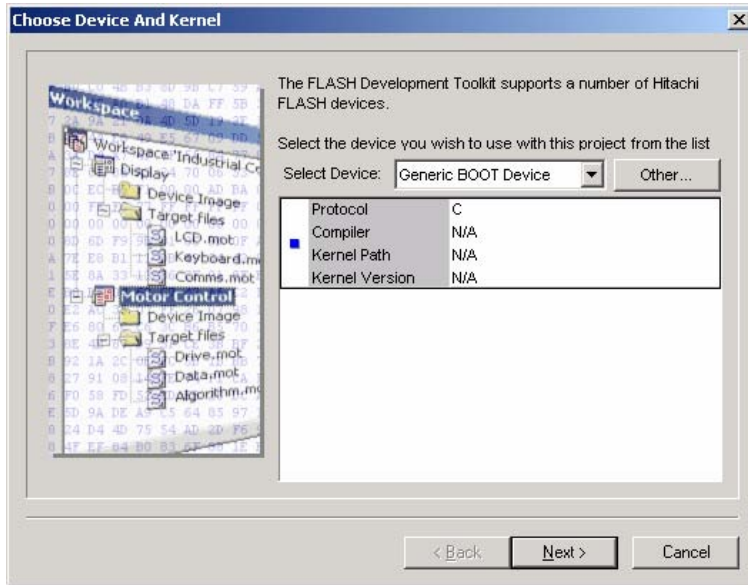 Choose Device And Kernel
The FLASH Development Toolkit supports a number of Hitachi
FLASH devices.
Select the device you wish to use with this project from the list
Select Device: Generic BOOT Device Other...
Protocol C
Compiler N/A
Kernel Path N/A
Kernel Version N/A
Workspace
Workspace 'Industrial
Display
Device Image
Target files
LCD.mot
Keyboard.m
Comms.mot
Motor Control
Device Image
Target files
Drive.mot
Data.mot
Algorithm.m
< Back Next > Cancel